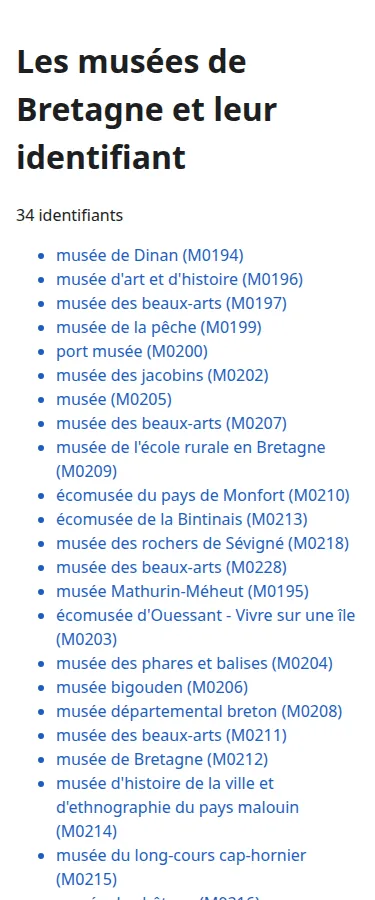 Les musées de
Bretagne et leur
identifiant
34 identifiants
musée de Dinan (M0194)
musée d'art et d'histoire (M0196)
musée des beaux-arts (M0197)
musée de la pêche (M0199)
port musée (M0200)
musée des jacobins (M0202)
musée (M0205)
musée des beaux-arts (M0207)
musée de l'école rurale en Bretagne
(M0209)
écomusée du pays de Monfort (M0210)
écomusée de la Bintinais (M0213)
musée des rochers de Sévigné (M0218)
musée des beaux-arts (M0228)
musée Mathurin-Méheut (M0195)
écomusée d'Ouessant - Vivre sur une île
(M0203)
musée des phares et balises (M0204)
musée bigouden (M0206)
musée départemental breton (M0208)
musée des beaux-arts (M0211)
musée de Bretagne (M0212)
musée d'histoire de la ville et
d'ethnographie du pays malouin
(M0214)
musée du long-cours cap-hornier
(M0215)